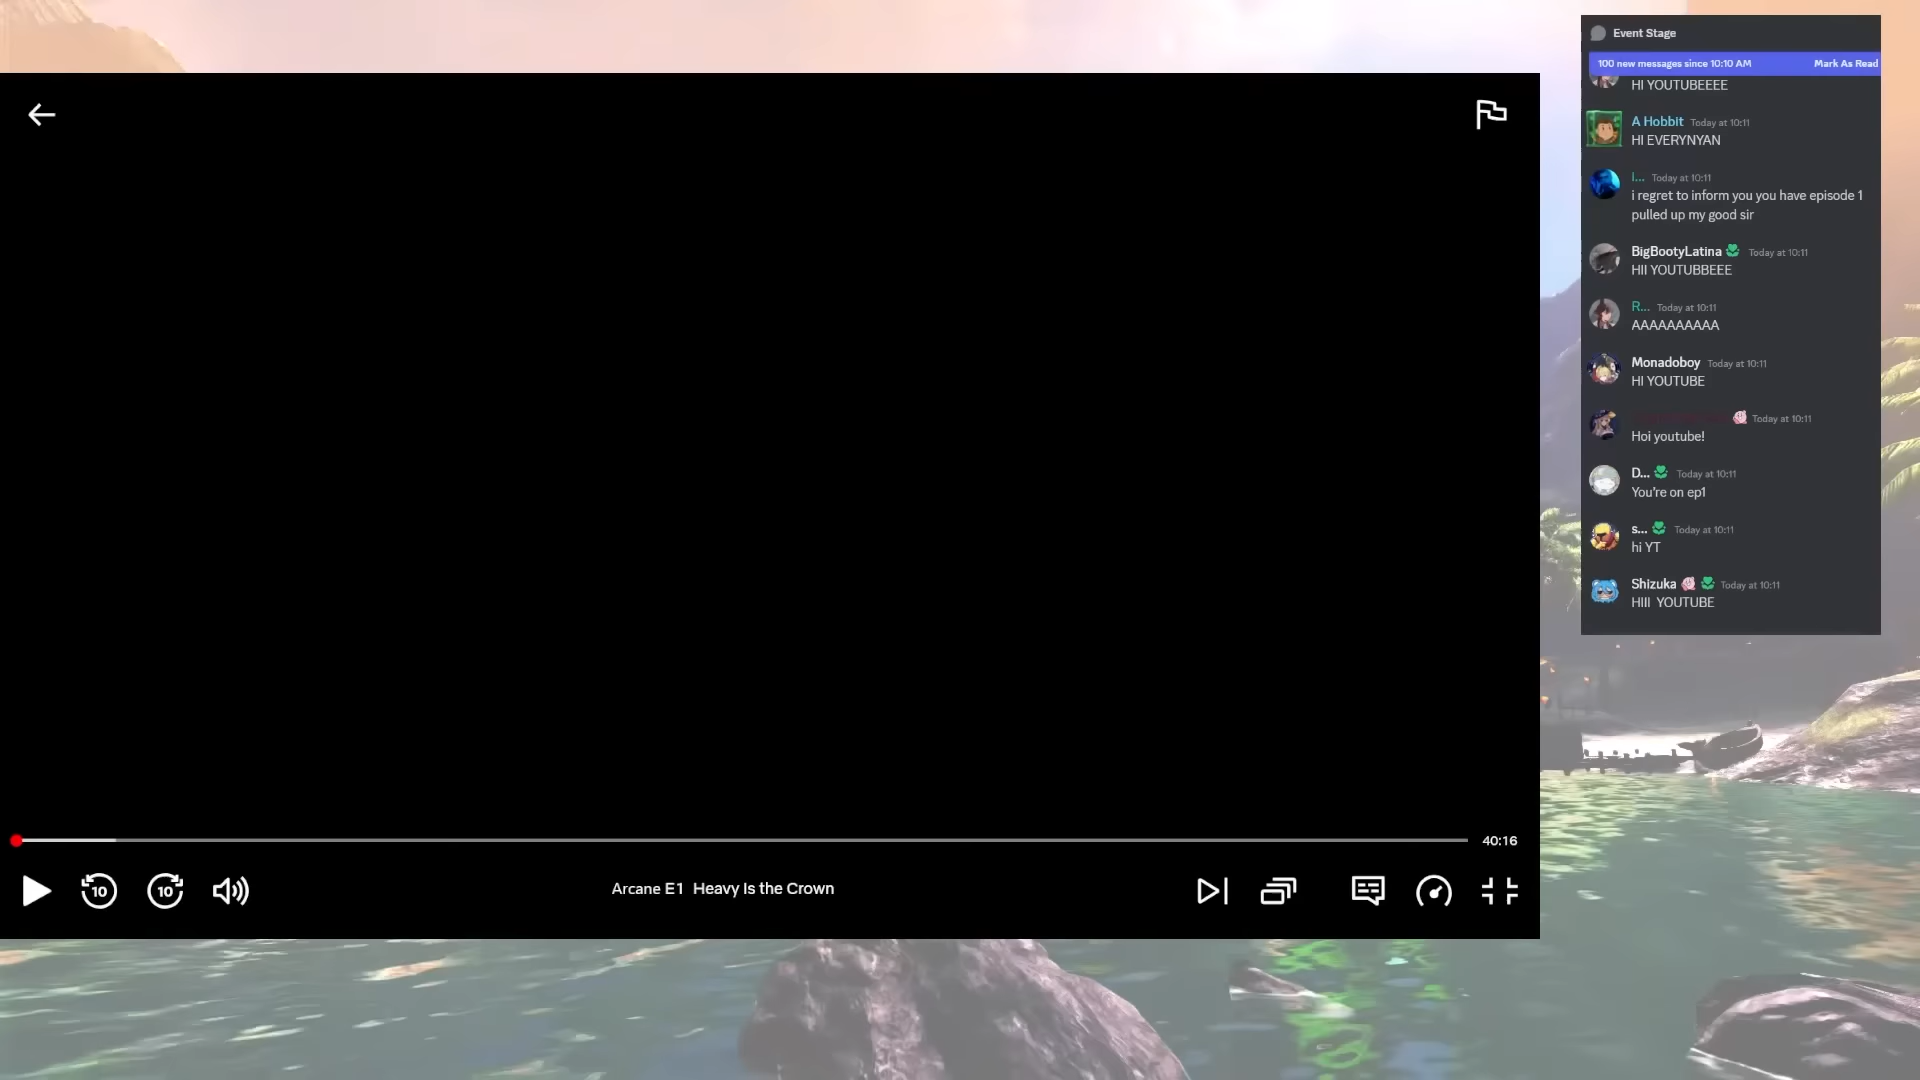 Event Stage
100 new messages since 10:10 AM Mark As Read
HI YOUTUBEEEE
A Hobbit Today at 10:11
HI EVERYNYAN
i... Today at 10:11
i regret to inform you you have episode 1
pulled up my good sir
BigBootyLatina Today at 10:11
HII YOUTUBBEEE
R... Today at 10:11
AAAAAAAAAA
Monadoboy Today at 10:11
HI YOUTUBE
Today at 10:11
Hoi youtube!
D... Today at 10:11
You're on ep1
s... Today at 10:11
hi YT
Shizuka Today at 10:11
HIII YOUTUBE
40:16
10
10
Arcane E1 Heavy Is the Crown